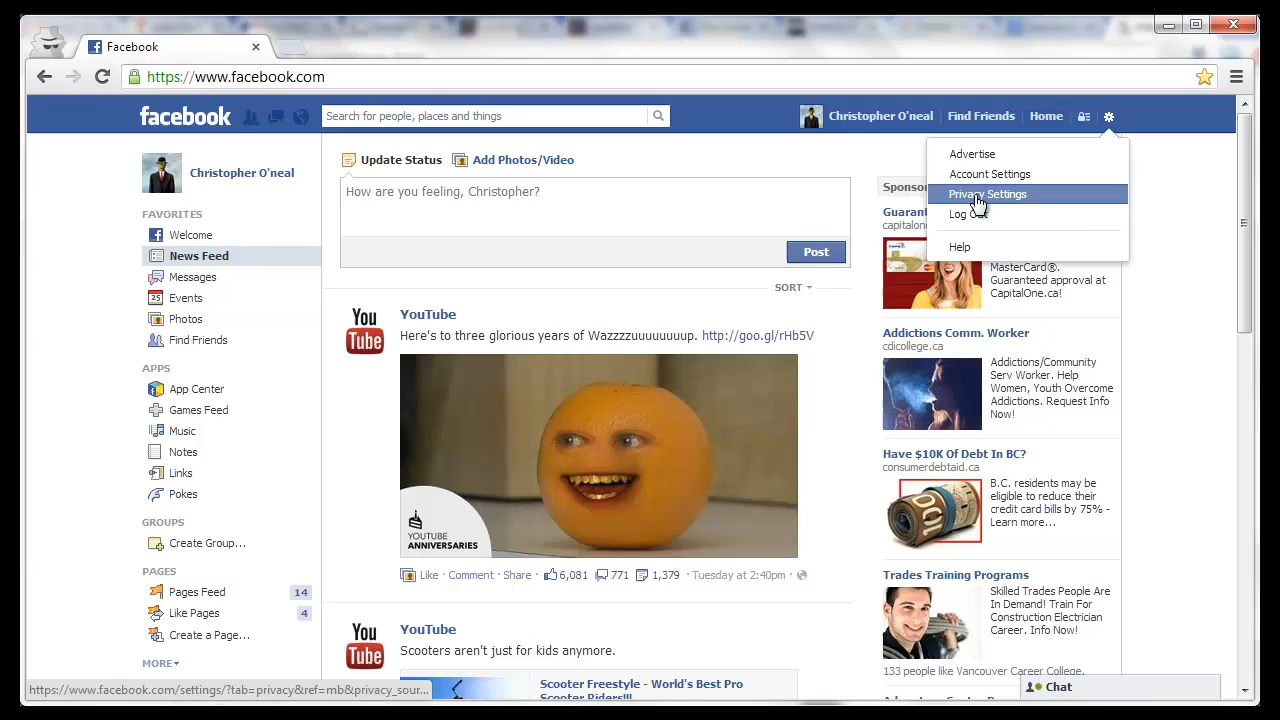 Facebook
https://www.facebook.com
facebook
Search for people, places and things
Christopher O'neal
Find Friends
Home
Advertise
Account Settings
Privacy Settings
Log Out
Help
Christopher O'neal
FAVORITES
Welcome
News Feed
Messages
25
Events
Photos
Find Friends
APPS
App Center
Games Feed
Music
Notes
Links
Pokes
GROUPS
Create Group...
PAGES
Pages Feed 14
Like Pages 4
Create a Page...
MORE
Update Status
Add Photos/Video
How are you feeling, Christopher?
Post
SORT
You
Tube
YouTube
Here's to three glorious years of Wazzzzuuuuuuuup. http://goo.gl/rHb5V
YOUTUBE
ANNIVERSARIES
Like · Comment · Share 6,081 771 1,379 · Tuesday at 2:40pm ·
You
Tube
YouTube
Scooters aren't just for kids anymore.
Scooter Freestyle - World's Best Pro
Scooter Riders!!!
capitalone
MasterCard®.
Guaranteed approval at
CapitalOne.ca!
Addictions Comm. Worker
cdicollege.ca
Addictions/Community
Serv Worker. Help
Women, Youth Overcome
Addictions. Request Info
Now!
Have $10K Of Debt In BC?
consumerdebtaid.ca
B.C. residents may be
eligible to reduce their
credit card bills by 75% -
Learn more...
Trades Training Programs
Skilled Trades People Are
In Demand! Train For
Construction Electrician
Career. Info Now!
133 people like Vancouver Career College.
Chat
https://www.facebook.com/settings/?tab=privacy&ref=mb&privacy_sour...